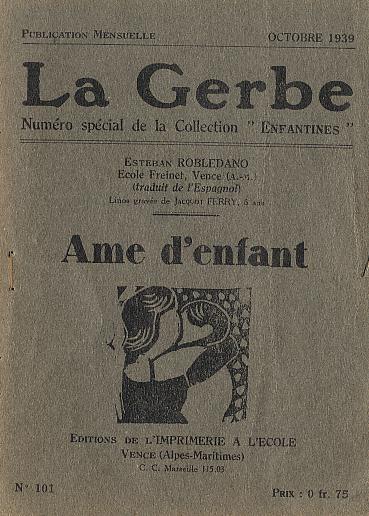 PUBLICATION MENSUELLE OCTOBRE 1939
La Gerbe
Numéro spécial de la Collection " ENFANTINES "
ESTEBAN ROBLEDANO
Ecole Freinet, Vence (A.-M.)
(traduit de l'Espagnol)
Linos gravés de JACQUOT FERRY, 6 ans
Ame d'enfant
EDITIONS DE L'IMPRIMERIE A L'ECOLE
VENCE (Alpes-Maritimes)
C. C. Marseille 115.03
N° 101 PRIX : 0 fr. 75